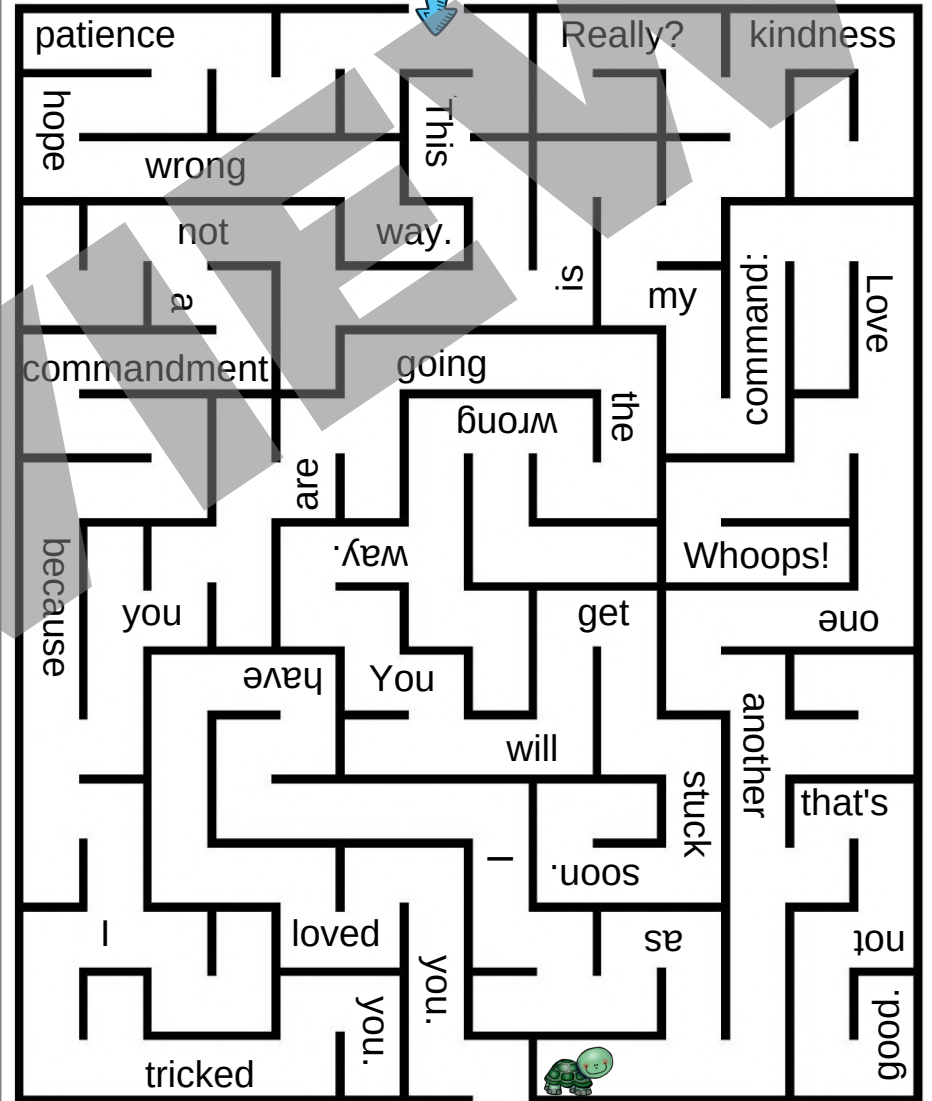 patience
Really?
kindness
hope
This
wrong
not
way.
is
my
command:
Love
a
commandment
going
wrong
the
are
way.
Whoops!
because
you
get
one
have
You
another
will
stuck
that's
I
soon.
I
loved
as
not
you.
you.
good.
tricked